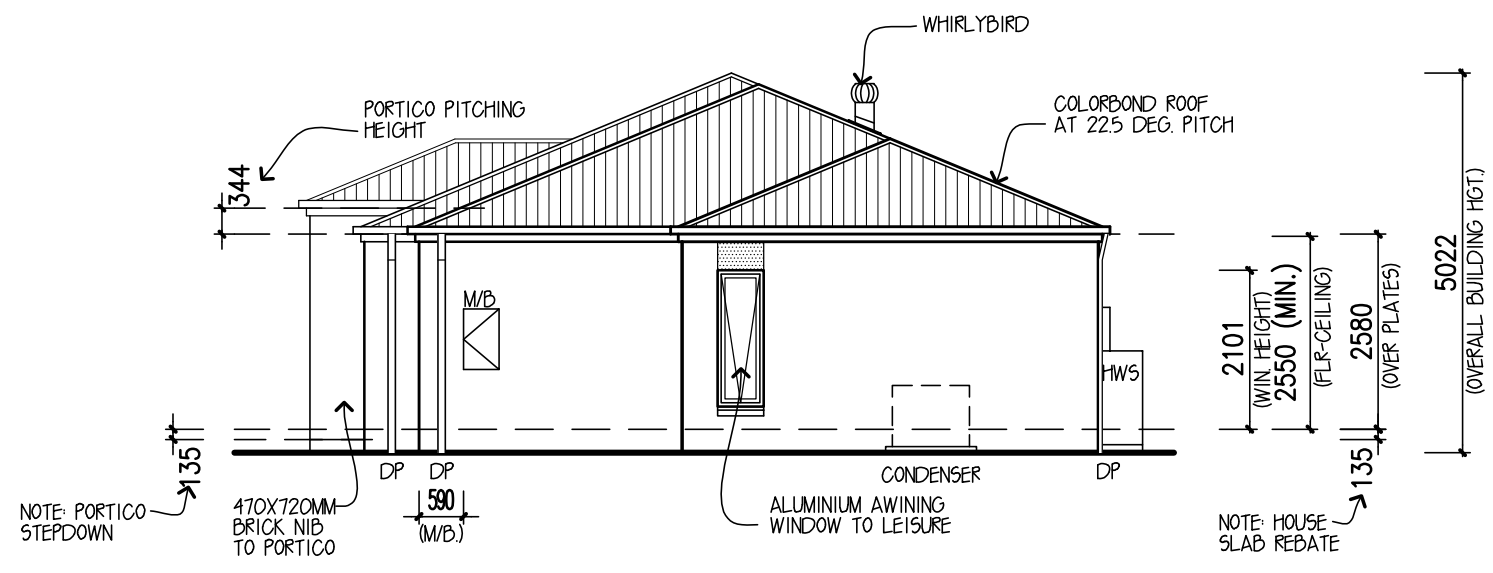 WHIRLYBIRD
PORTICO PITCHING
HEIGHT
COLORBOND ROOF
AT 22.5 DEG. PITCH
344
5022
(OVERALL BUILDING HGT.)
2101
(WIN. HEIGHT)
2550 (MIN.)
(FLR-CEILING)
2580
(OVER PLATES)
M/B
HWS
135
DP
DP
CONDENSER
DP
135
NOTE: PORTICO
STEPDOWN
470X720MM
BRICK NIB
TO PORTICO
590
(M/B.)
ALUMINIUM AWINING
WINDOW TO LEISURE
NOTE: HOUSE
SLAB REBATE